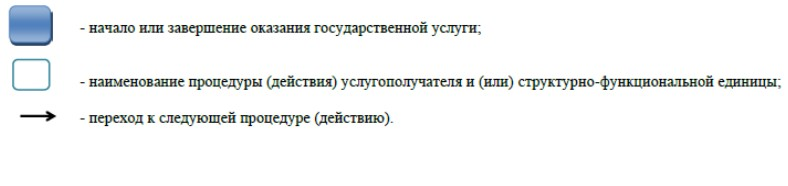 - начало или завершение оказания государственной услуги;
- наименование процедуры (действия) услугополучателя и (или) структурно-функциональной единицы;
- переход к следующей процедуре (действию).